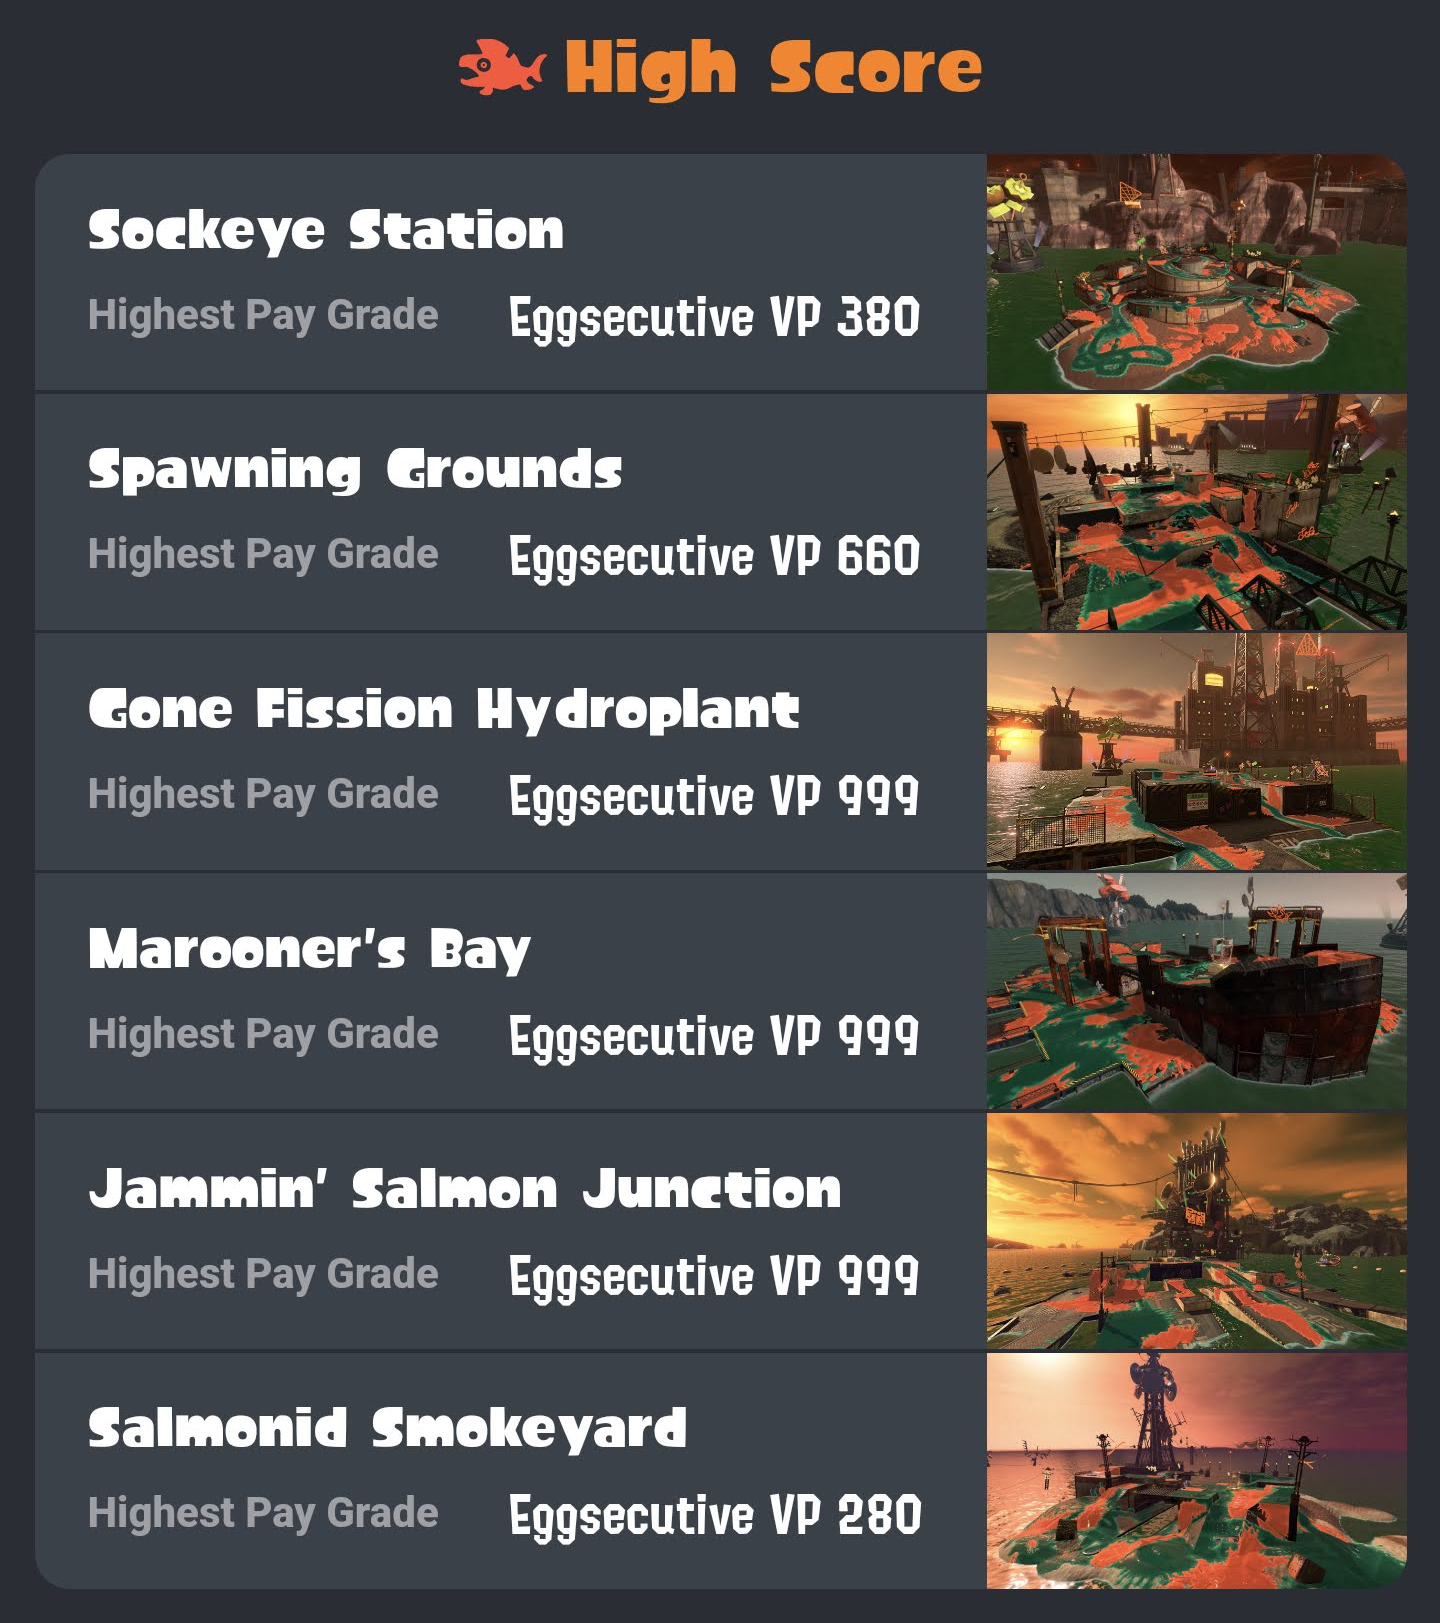 High Score
Sockeye Station
Highest Pay Grade Eggsecutive VP 380
Spawning Grounds
Highest Pay Grade Eggsecutive VP 660
Gone Fission Hydroplant
Highest Pay Grade Eggsecutive VP 999
Marooner's Bay
Highest Pay Grade Eggsecutive VP 999
Jammin' Salmon Junction
Highest Pay Grade Eggsecutive VP 999
Salmonid Smokeyard
Highest Pay Grade Eggsecutive VP 280